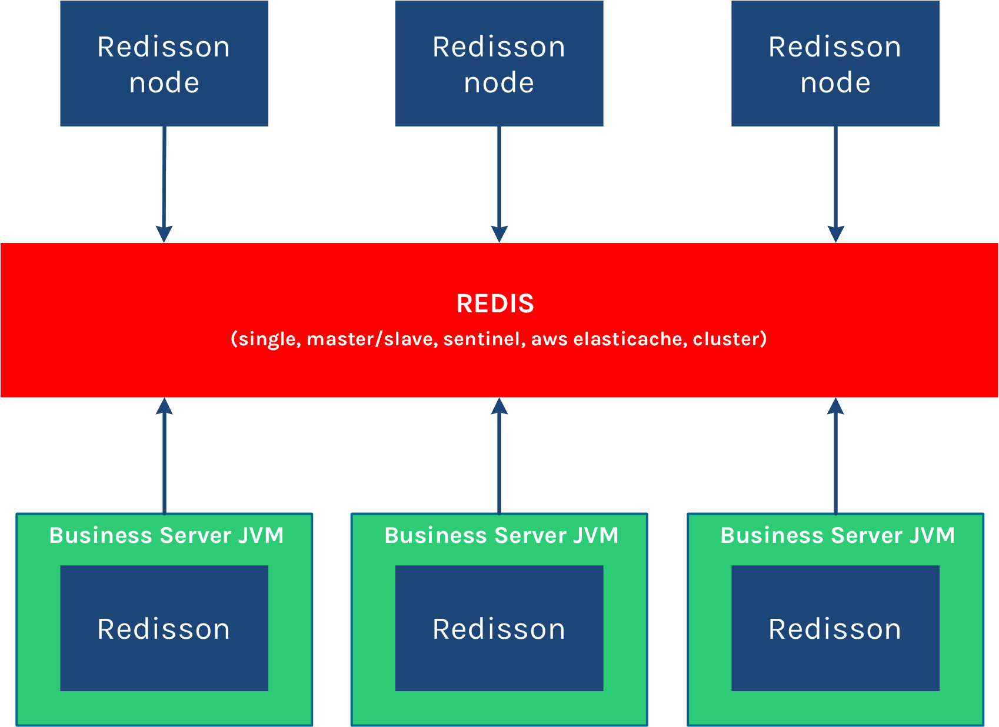 Redisson
node
Redisson
node
Redisson
node
REDIS
(single, master/slave, sentinel, aws elasticache, cluster)
Business Server JVM
Redisson
Business Server JVM
Redisson
Business Server JVM
Redisson